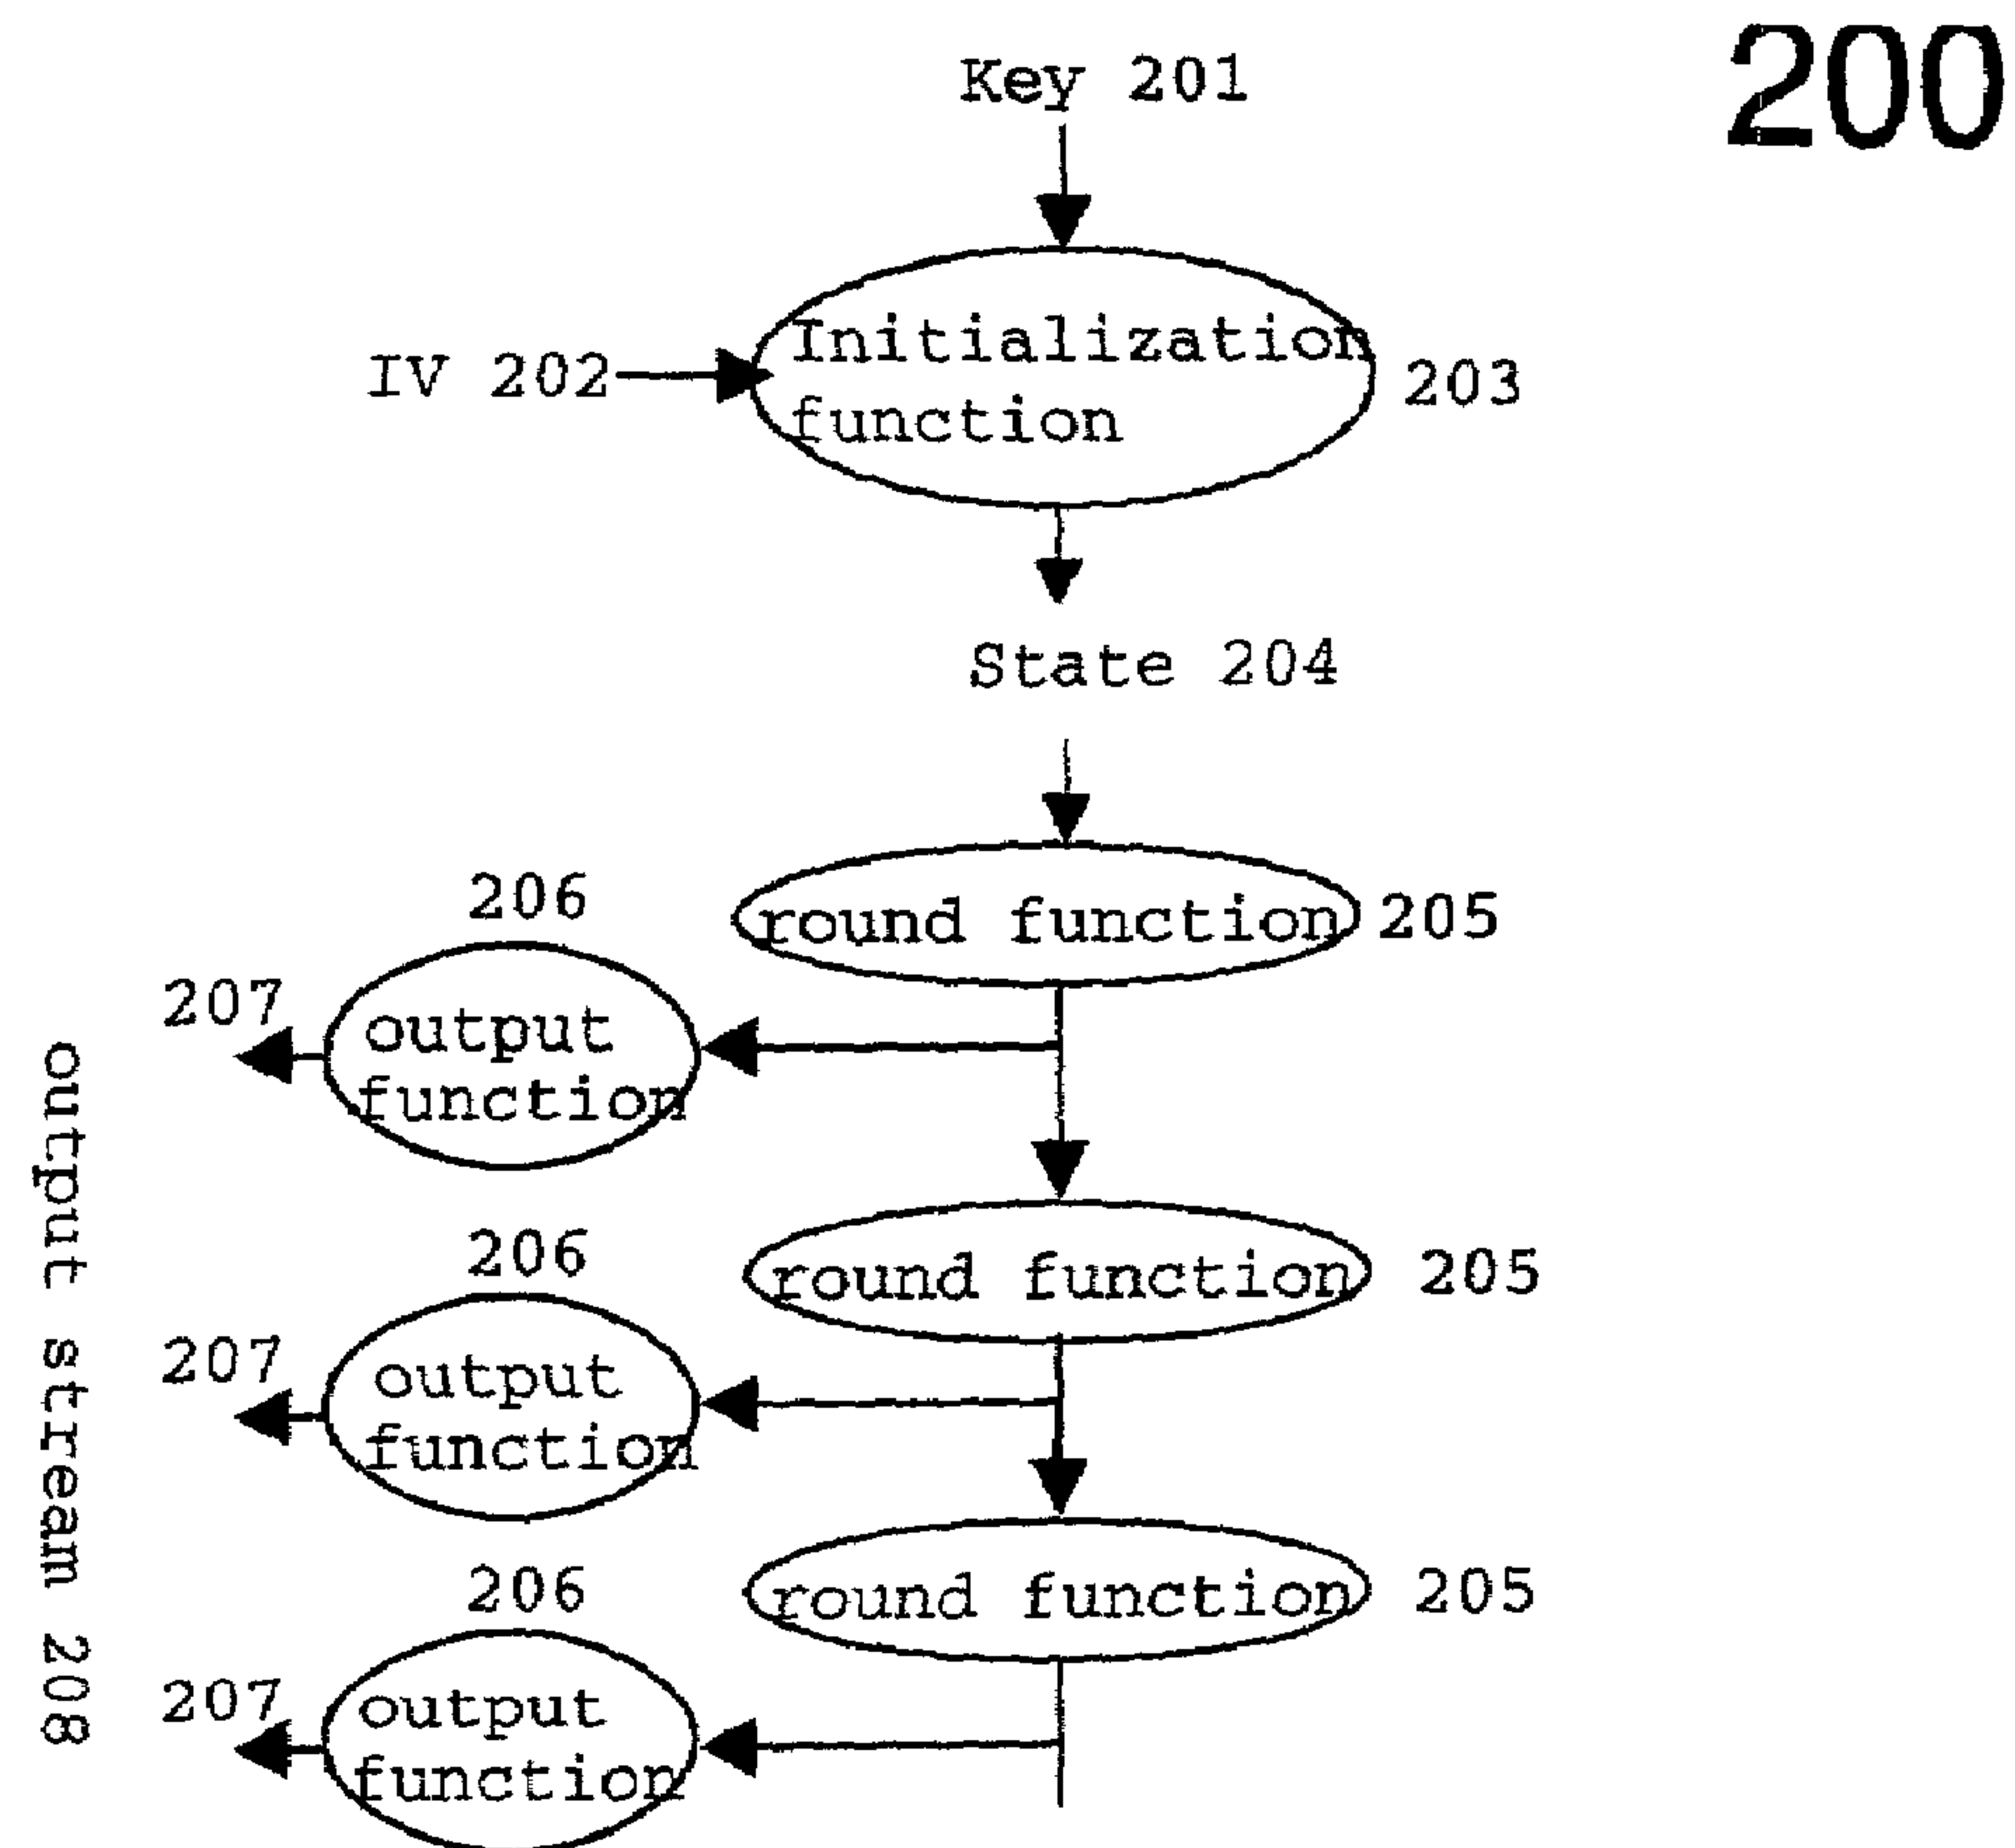 200
Key 201
IV 202
Initialization
function
203
State 204
round function 205
206
207
output
function
round function 205
206
207
output
function
round function 205
206
207
output
function
output stream 208